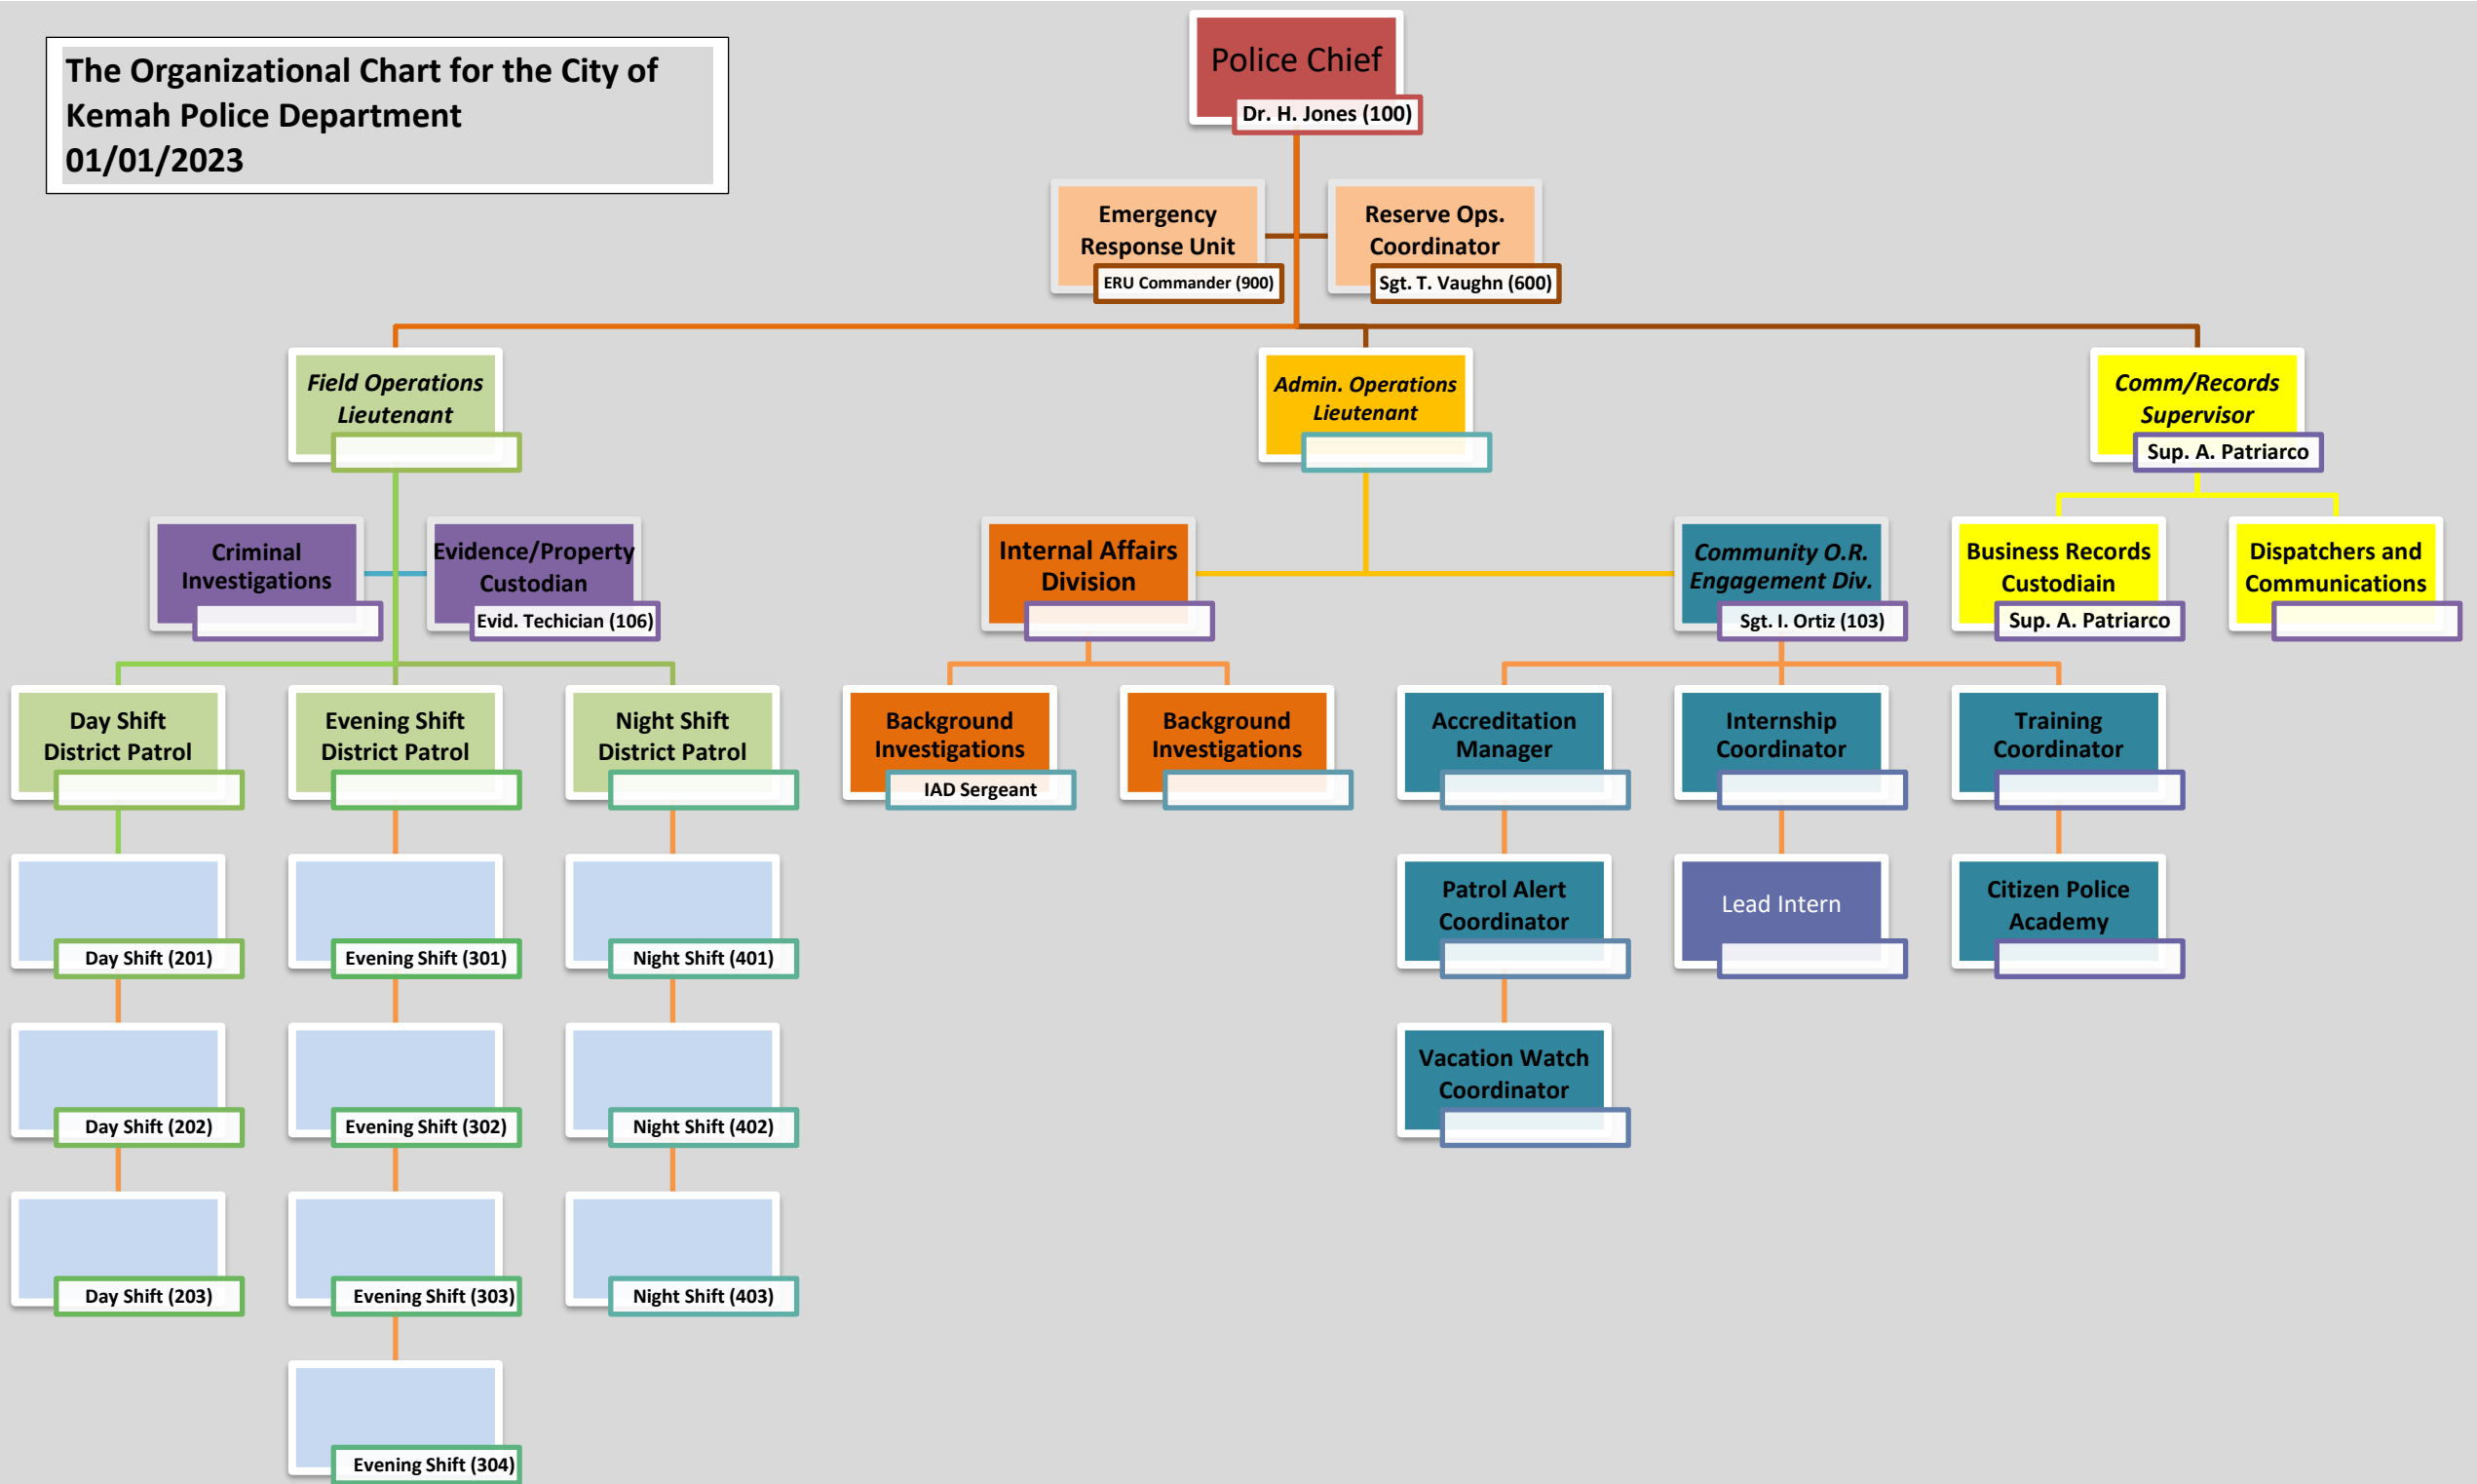 The Organizational Chart for the City of
Kemah Police Department
01/01/2023
Police Chief
Dr. H. Jones (100)
Emergency
Response Unit
ERU Commander (900)
Reserve Ops.
Coordinator
Sgt. T. Vaughn (600)
Field Operations
Lieutenant
Admin. Operations
Lieutenant
Comm/Records
Supervisor
Sup. A. Patriarco
Criminal
Investigations
Evidence/Property
Custodian
Evid. Techician (106)
Internal Affairs
Division
Community O.R.
Engagement Div.
Sgt. I. Ortiz (103)
Business Records
Custodiain
Sup. A. Patriarco
Dispatchers and
Communications
Day Shift
District Patrol
Evening Shift
District Patrol
Night Shift
District Patrol
Background
Investigations
IAD Sergeant
Background
Investigations
Accreditation
Manager
Internship
Coordinator
Training
Coordinator
Day Shift (201)
Evening Shift (301)
Night Shift (401)
Patrol Alert
Coordinator
Lead Intern
Citizen Police
Academy
Day Shift (202)
Evening Shift (302)
Night Shift (402)
Vacation Watch
Coordinator
Day Shift (203)
Evening Shift (303)
Night Shift (403)
Evening Shift (304)